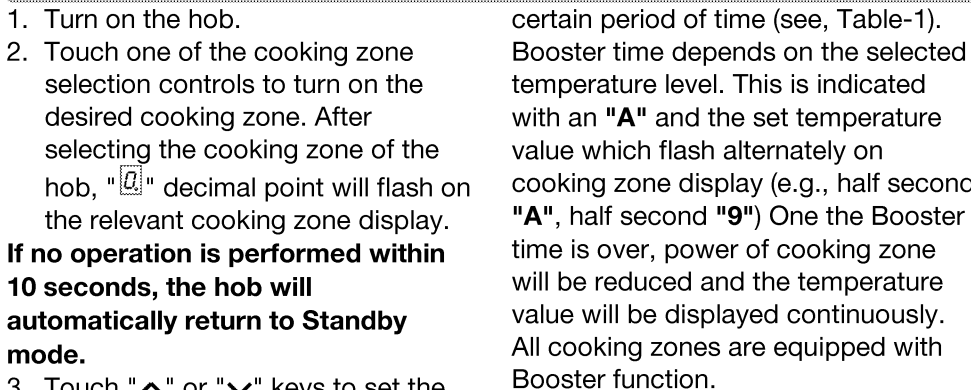 1. Turn on the hob.
2. Touch one of the cooking zone
selection controls to turn on the
desired cooking zone. After
selecting the cooking zone of the
hob, "0." decimal point will flash on
the relevant cooking zone display.
If no operation is performed within
10 seconds, the hob will
automatically return to Standby
mode.
3. Touch "^" or "⌄" keys to set the
certain period of time (see, Table-1).
Booster time depends on the selected
temperature level. This is indicated
with an "A" and the set temperature
value which flash alternately on
cooking zone display (e.g., half second
"A", half second "9") One the Booster
time is over, power of cooking zone
will be reduced and the temperature
value will be displayed continuously.
All cooking zones are equipped with
Booster function.